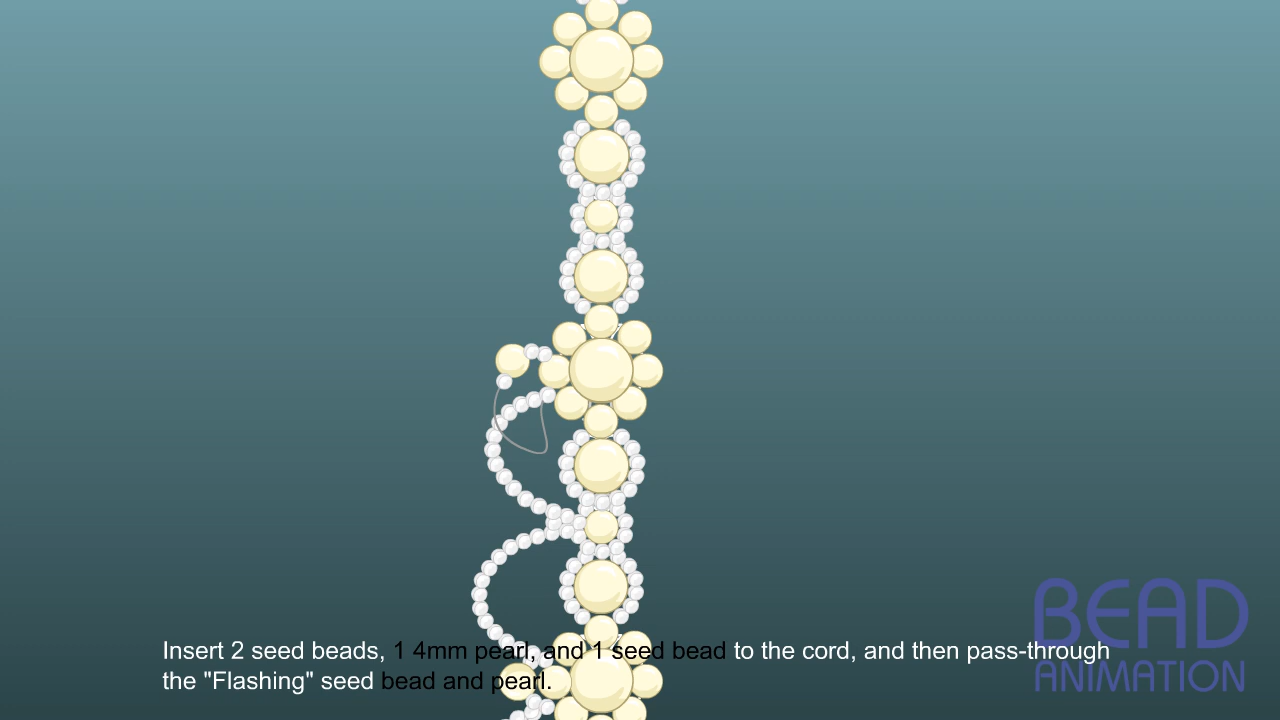 Insert 2 seed beads, 1 4mm pearl, and 1 seed bead to the cord, and then pass-through
the "Flashing" seed bead and pearl.
BEAD
ANIMATION